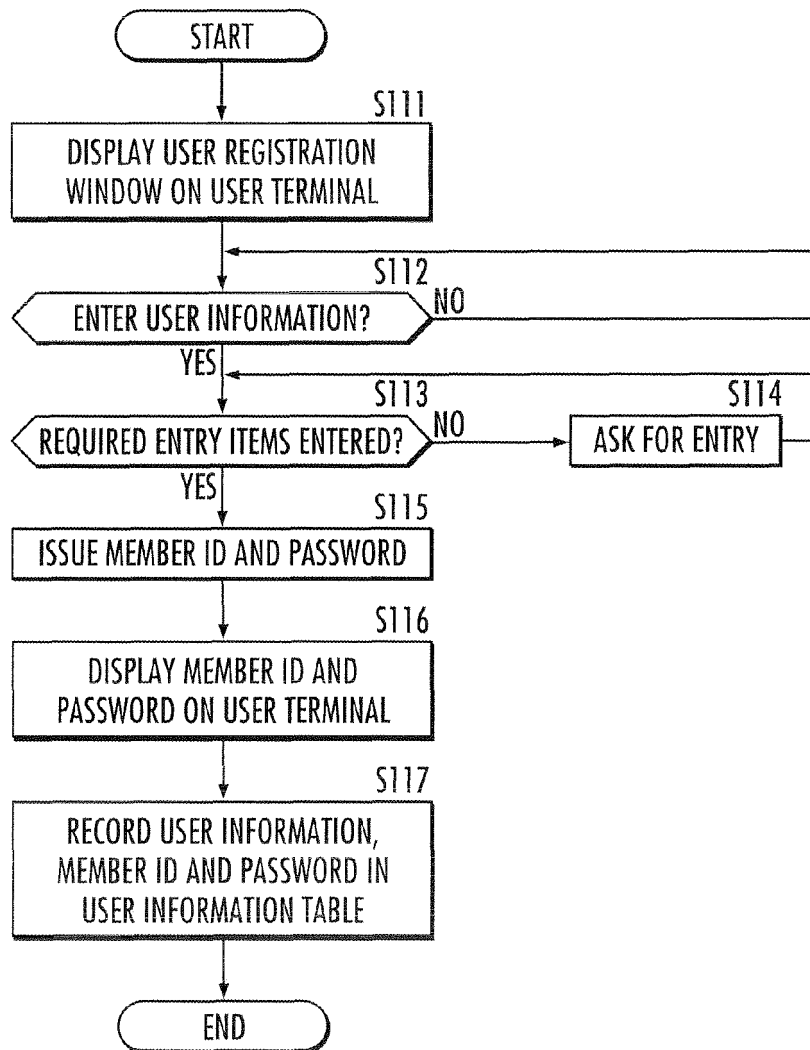 START
S111
DISPLAY USER REGISTRATION
WINDOW ON USER TERMINAL
S112
ENTER USER INFORMATION?
NO
YES
S113
REQUIRED ENTRY ITEMS ENTERED?
NO
S114
ASK FOR ENTRY
YES
S115
ISSUE MEMBER ID AND PASSWORD
S116
DISPLAY MEMBER ID AND
PASSWORD ON USER TERMINAL
S117
RECORD USER INFORMATION,
MEMBER ID AND PASSWORD IN
USER INFORMATION TABLE
END